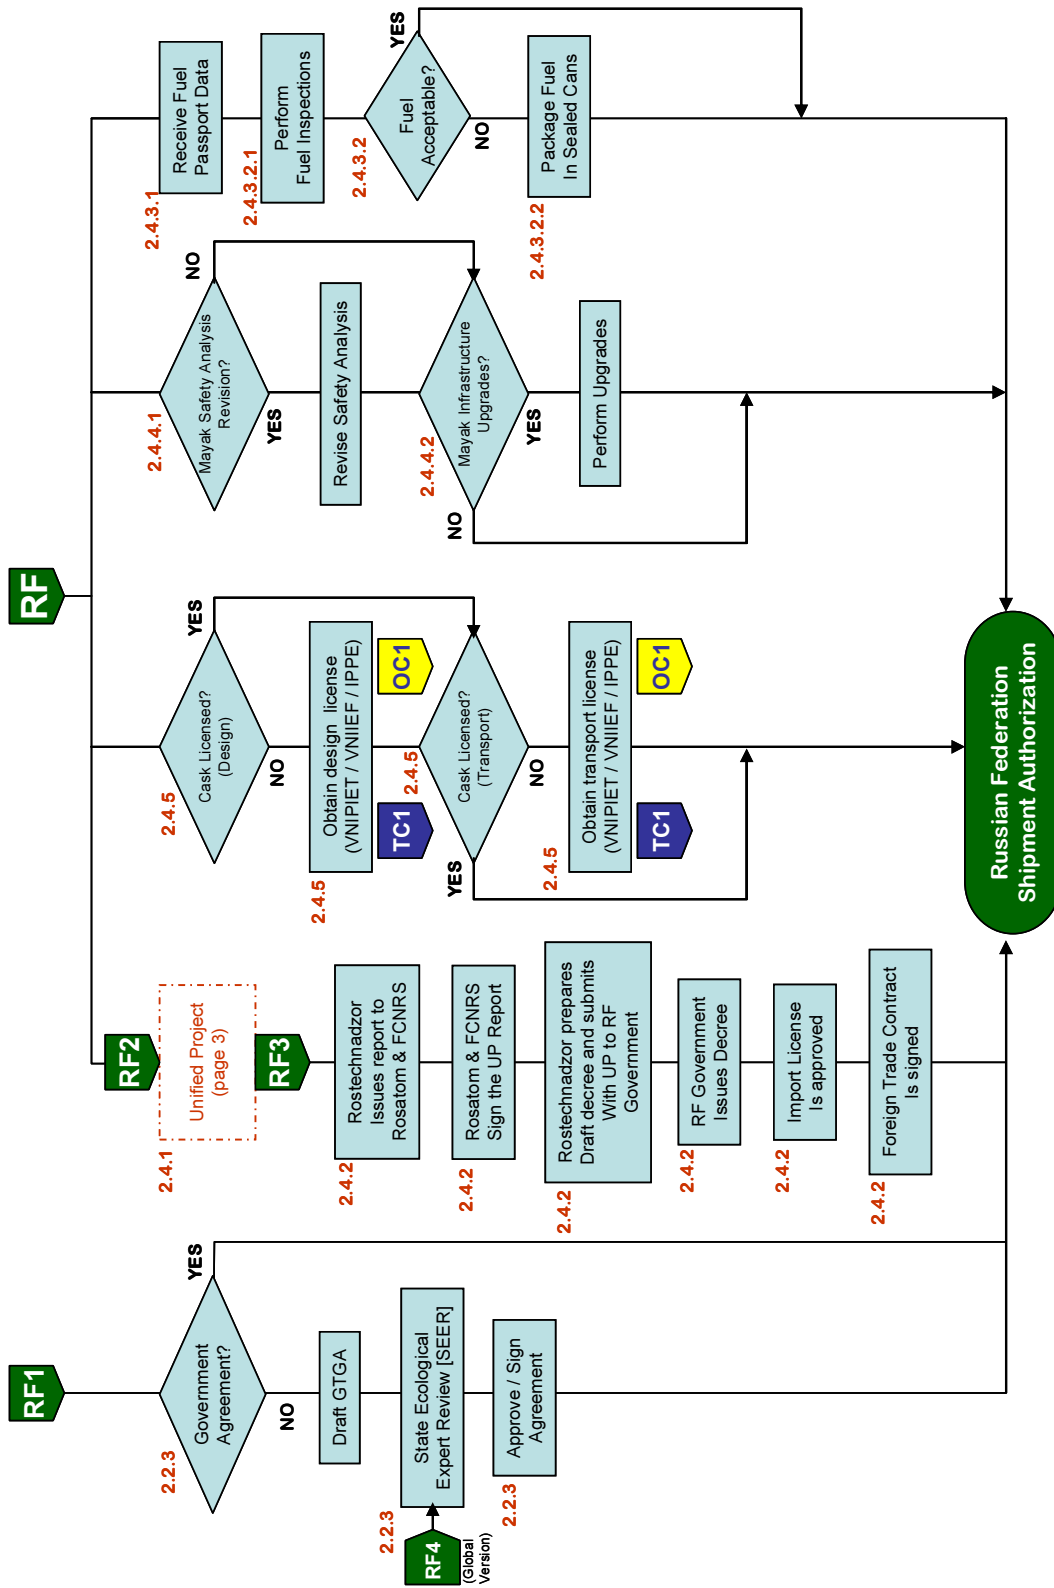 RF1
2.2.3
Government
Agreement?
YES
NO
Draft GTGA
2.2.3
State Ecological
Expert Review [SEER]
RF4
(Global
Version)
2.2.3
Approve / Sign
Agreement
RF
RF2
2.4.1
Unified Project
(page 3)
RF3
2.4.2
Rostechnadzor
Issues report to
Rosatom & FCNRS
2.4.2
Rosatom & FCNRS
Sign the UP Report
2.4.2
Rostechnadzor prepares
Draft decree and submits
With UP to RF
Government
2.4.2
RF Government
Issues Decree
2.4.2
Import License
Is approved
2.4.2
Foreign Trade Contract
Is signed
2.4.5
Cask Licensed?
(Design)
YES
NO
2.4.5
Obtain design license
(VNIPIET / VNIIEF / IPPE)
TC1
OC1
2.4.5
Cask Licensed?
(Transport)
YES
NO
2.4.5
Obtain transport license
(VNIPIET / VNIIEF / IPPE)
TC1
OC1
2.4.4.1
Mayak Safety Analysis
Revision?
NO
YES
Revise Safety Analysis
2.4.4.2
Mayak Infrastructure
Upgrades?
NO
YES
Perform Upgrades
2.4.3.1
Receive Fuel
Passport Data
2.4.3.2.1
Perform
Fuel Inspections
2.4.3.2
Fuel
Acceptable?
YES
NO
2.4.3.2.2
Package Fuel
In Sealed Cans
Russian Federation
Shipment Authorization